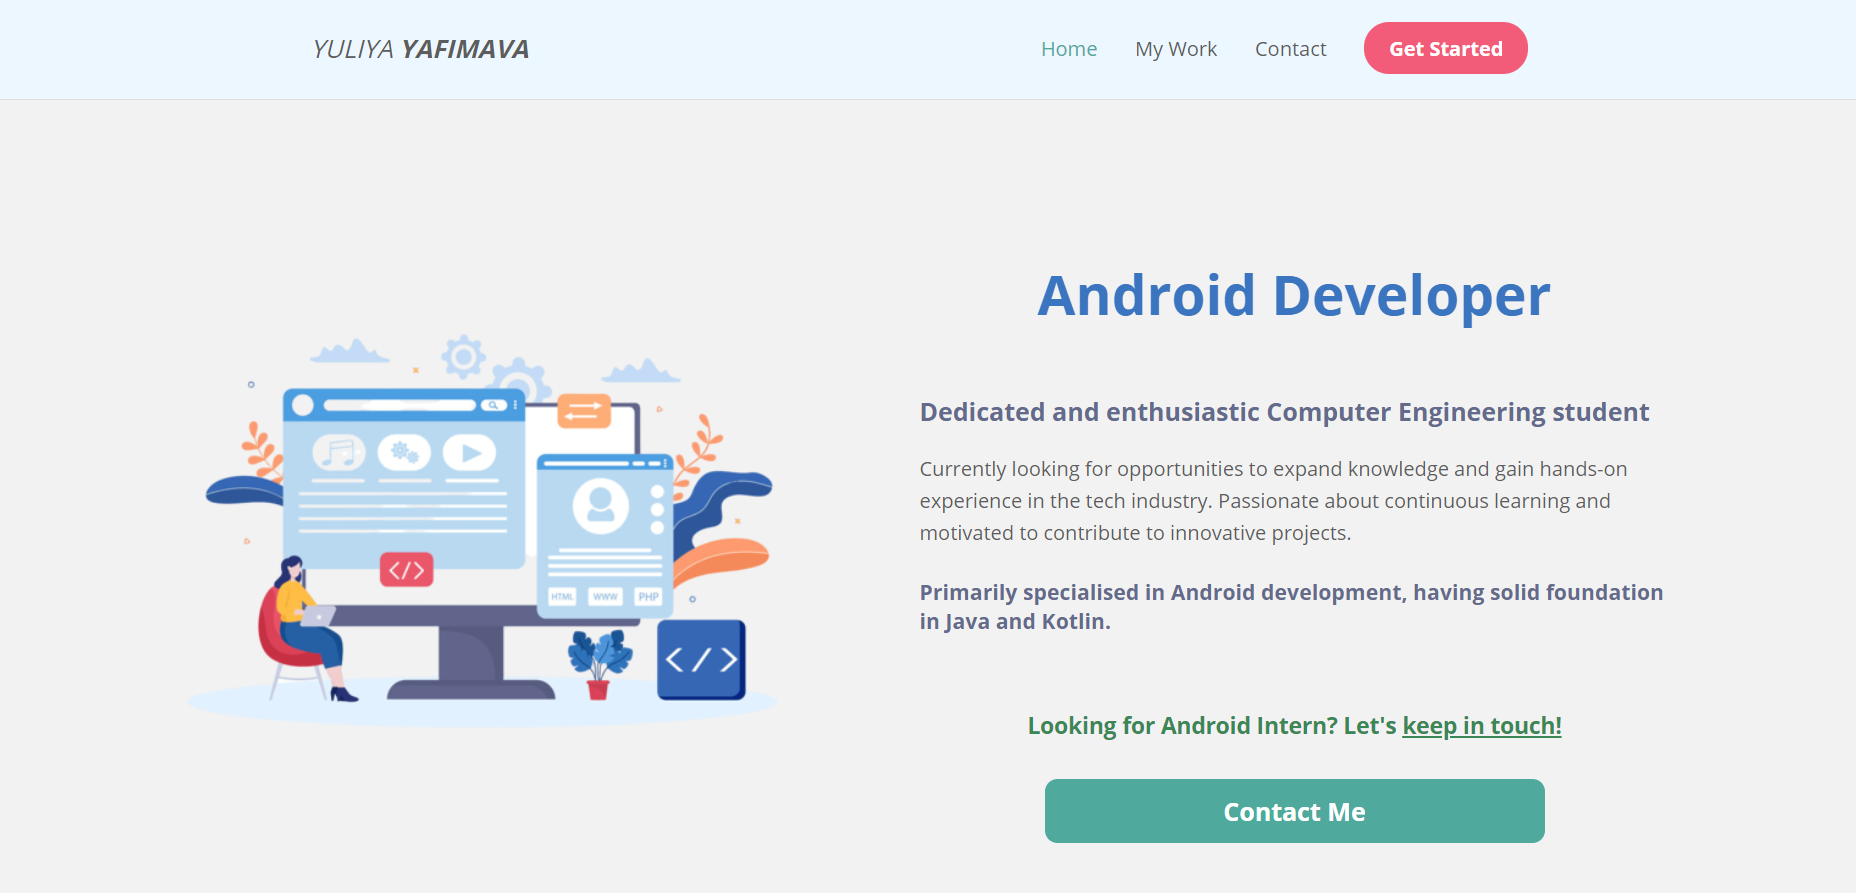 YULIYA YAFIMAVA
Home
My Work
Contact
Get Started
Android Developer
Dedicated and enthusiastic Computer Engineering student
Currently looking for opportunities to expand knowledge and gain hands-on
experience in the tech industry. Passionate about continuous learning and
motivated to contribute to innovative projects.
Primarily specialised in Android development, having solid foundation
in Java and Kotlin.
Looking for Android Intern? Let's keep in touch!
Contact Me
</>
HTML
WWW
PHP
</>